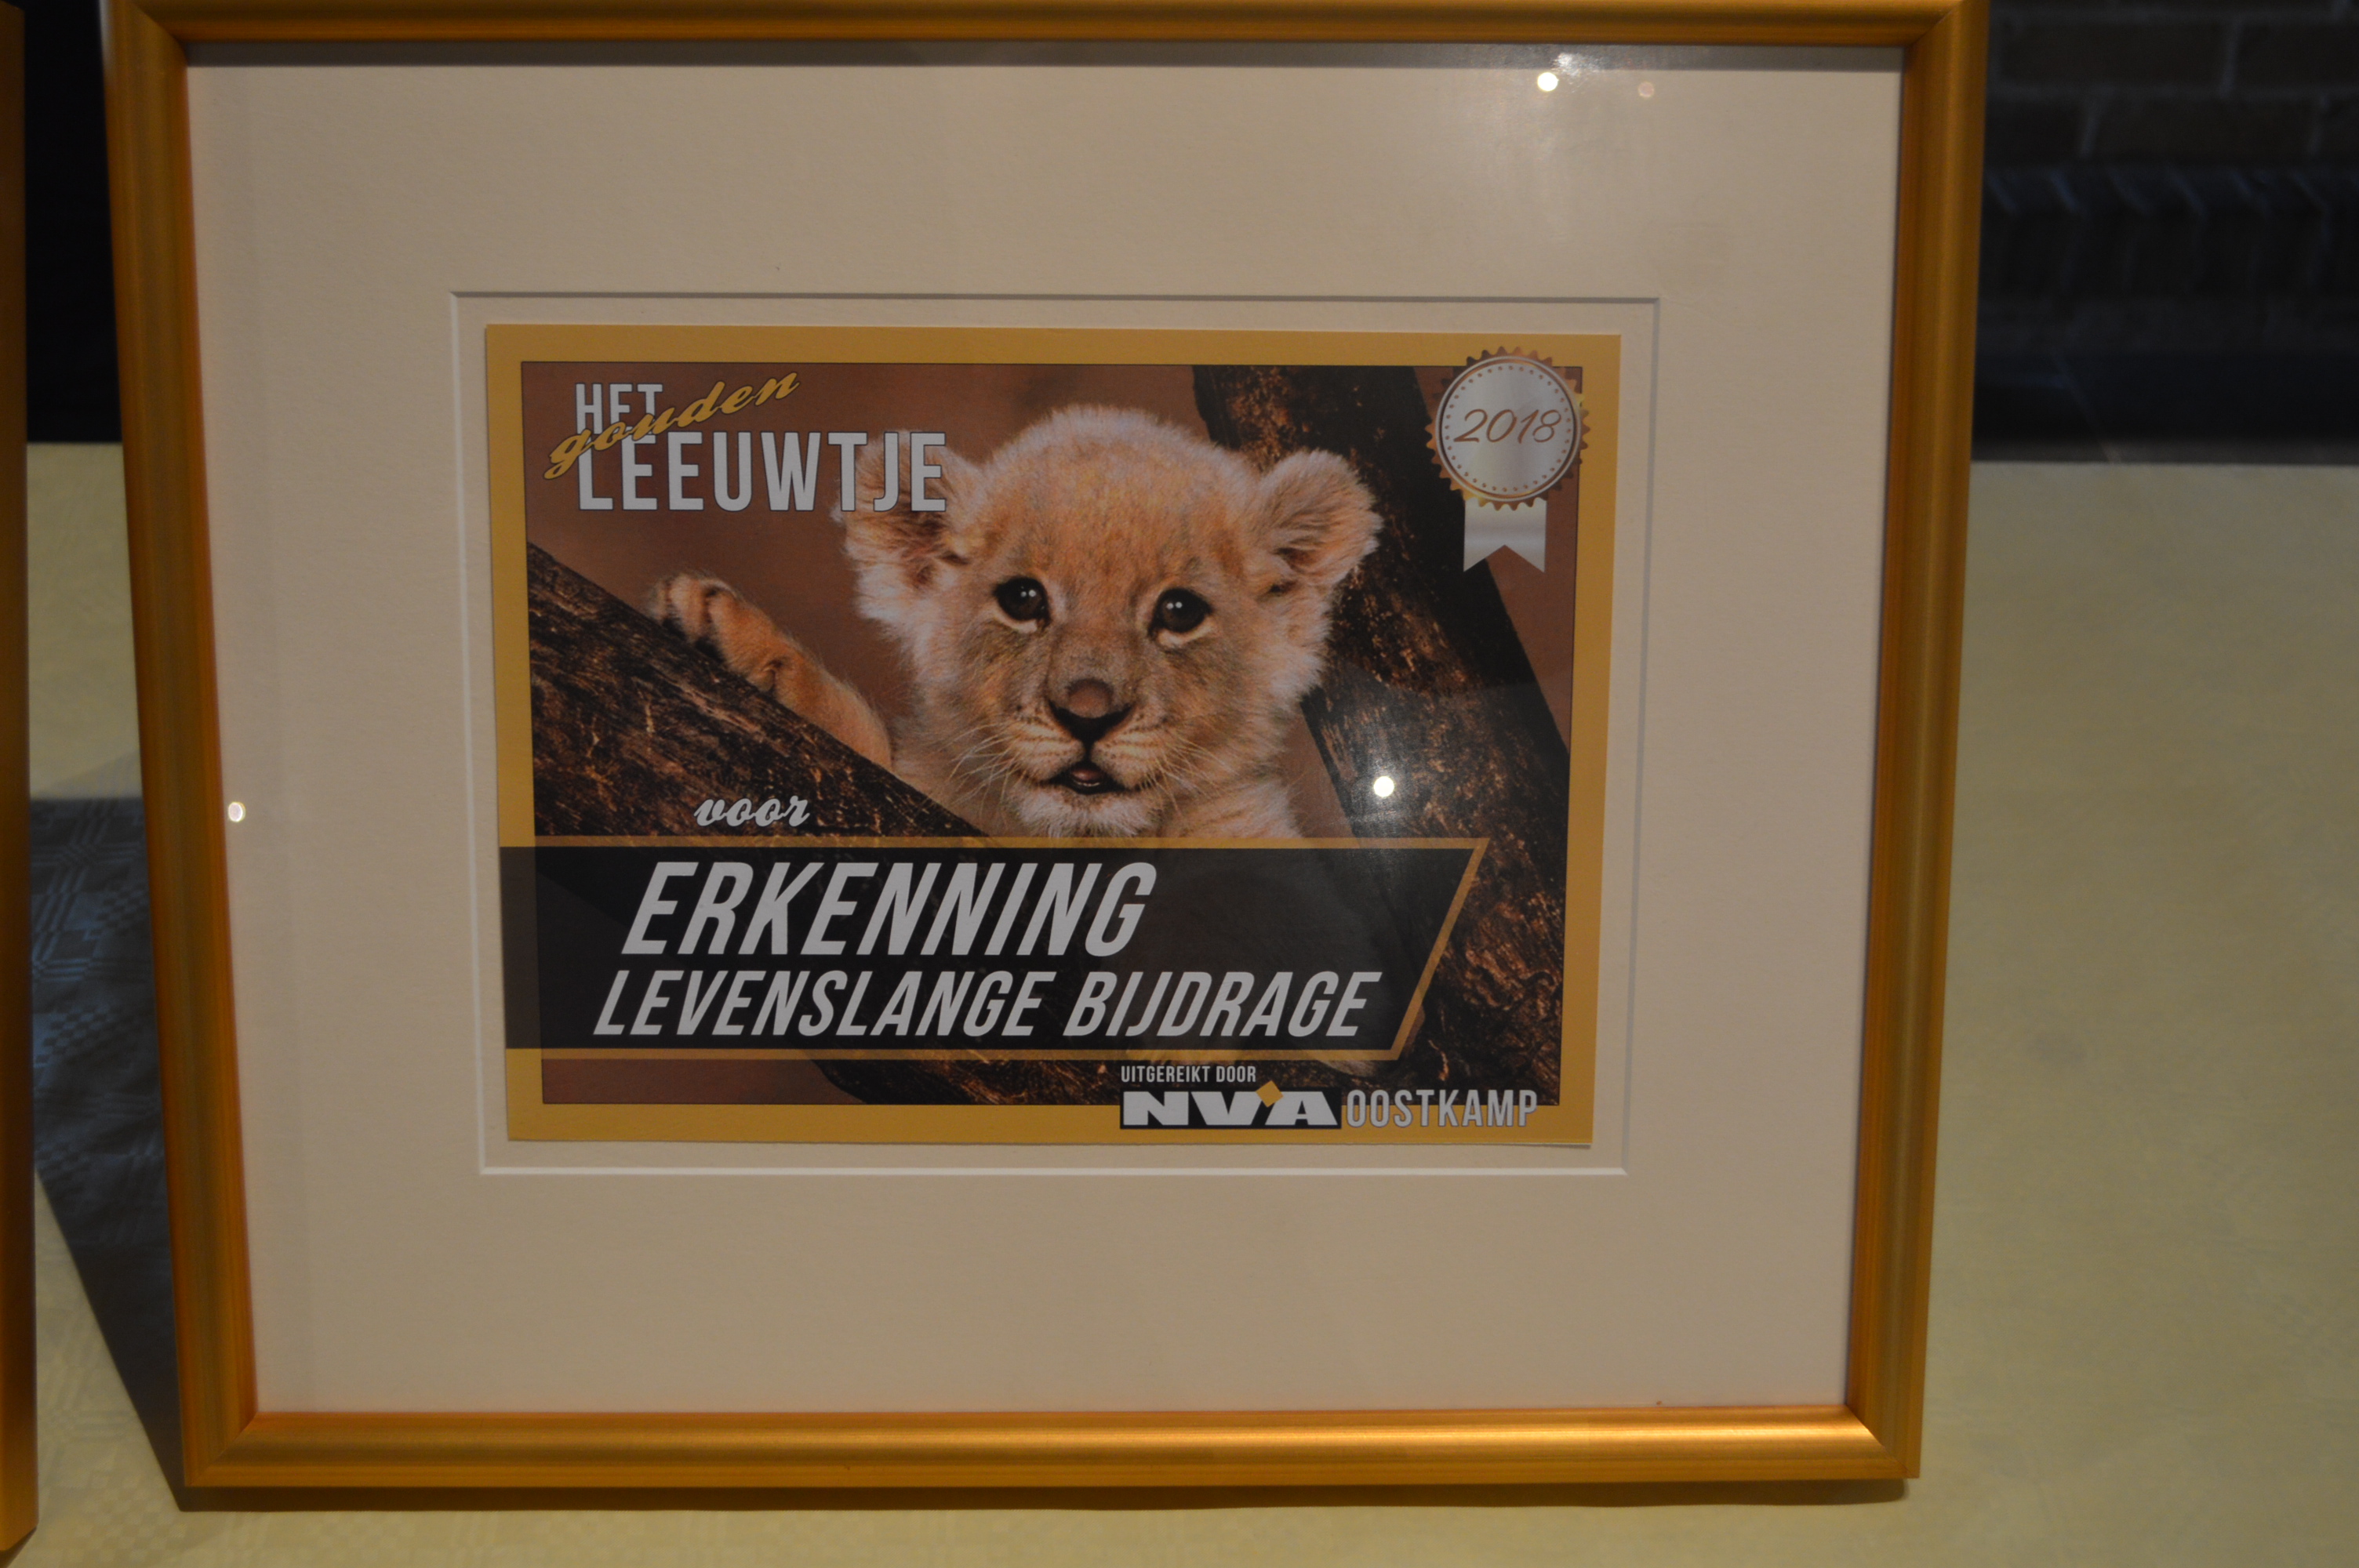 HET
gouden
LEEUWTJE
2018
voor
ERKENNING
LEVENSLANGE BIJDRAGE
UITGEREIKT DOOR
N-VA OOSTKAMP